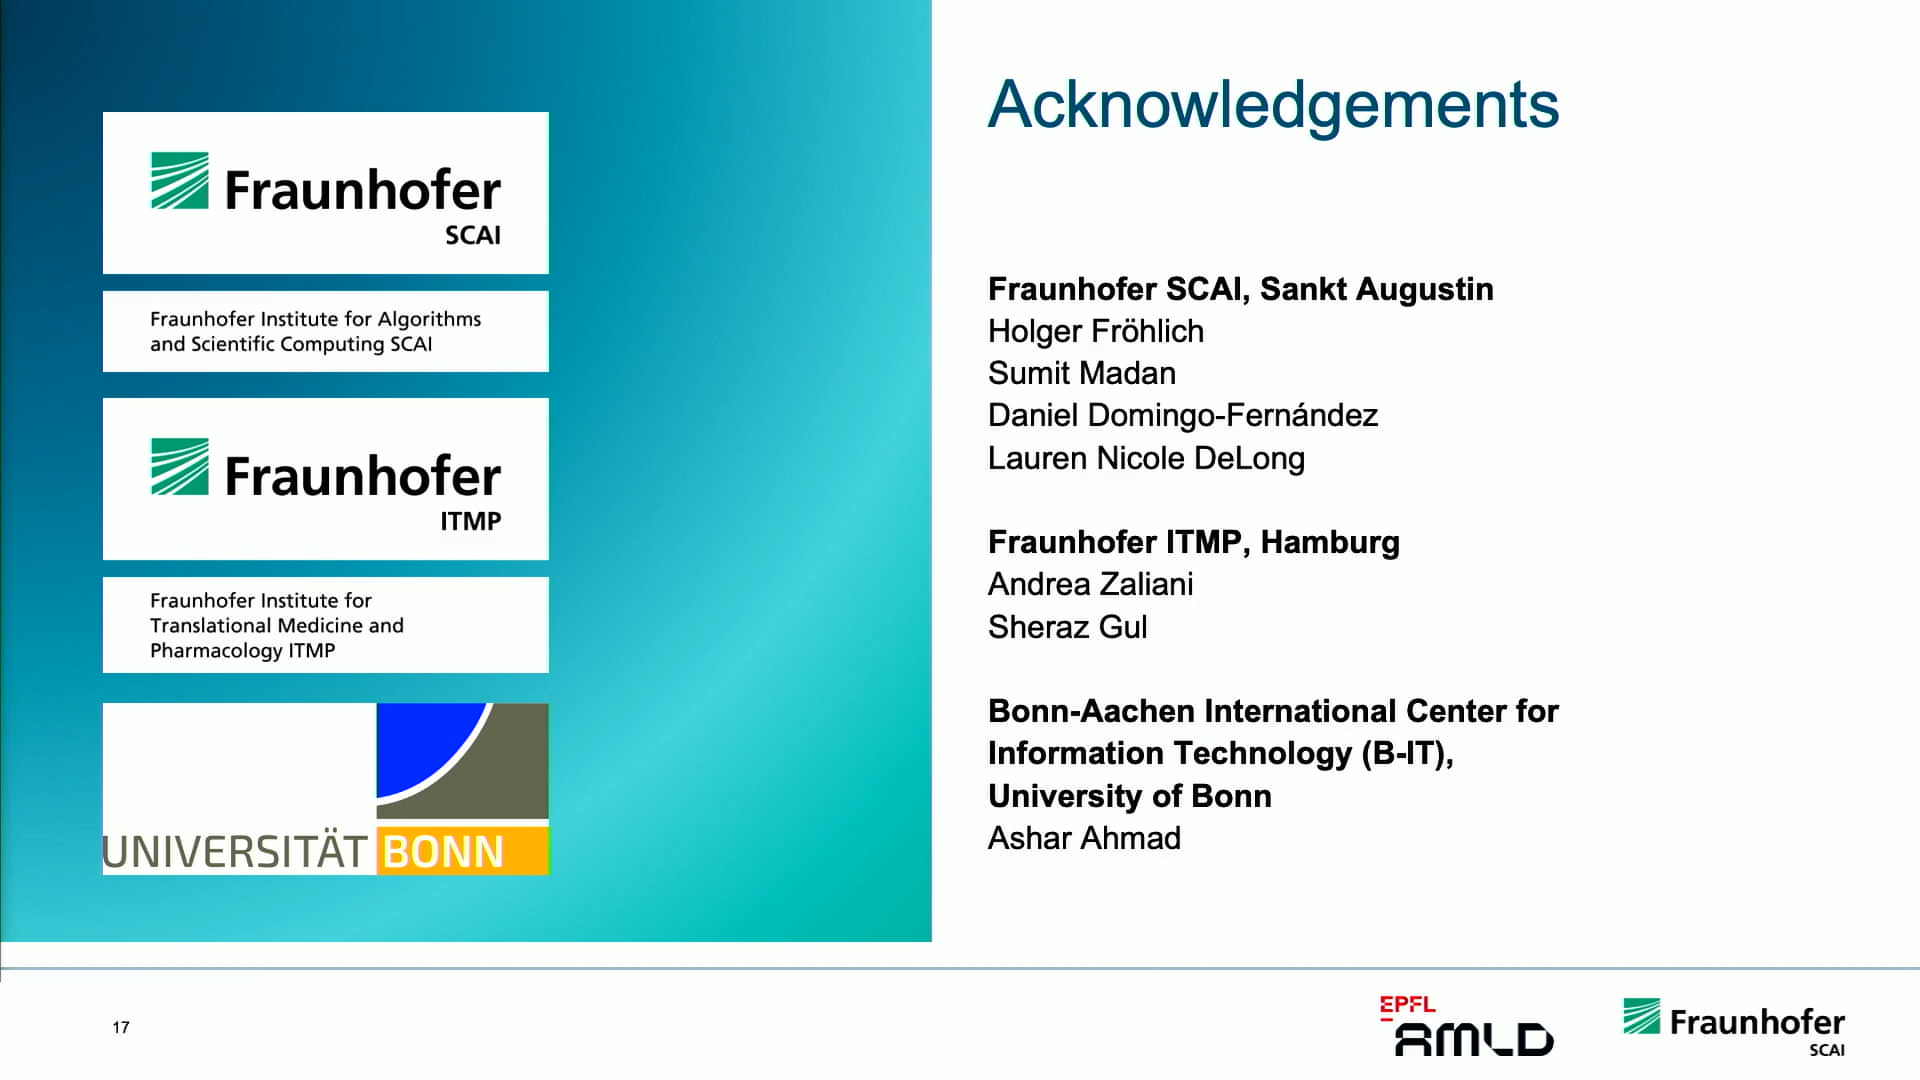 Fraunhofer
SCAI
Fraunhofer Institute for Algorithms
and Scientific Computing SCAI
Fraunhofer
ITMP
Fraunhofer Institute for
Translational Medicine and
Pharmacology ITMP
UNIVERSITÄT BONN
Acknowledgements
Fraunhofer SCAI, Sankt Augustin
Holger Fröhlich
Sumit Madan
Daniel Domingo-Fernández
Lauren Nicole DeLong
Fraunhofer ITMP, Hamburg
Andrea Zaliani
Sheraz Gul
Bonn-Aachen International Center for
Information Technology (B-IT),
University of Bonn
Ashar Ahmad
17
EPFL
AMLD
Fraunhofer
SCAI